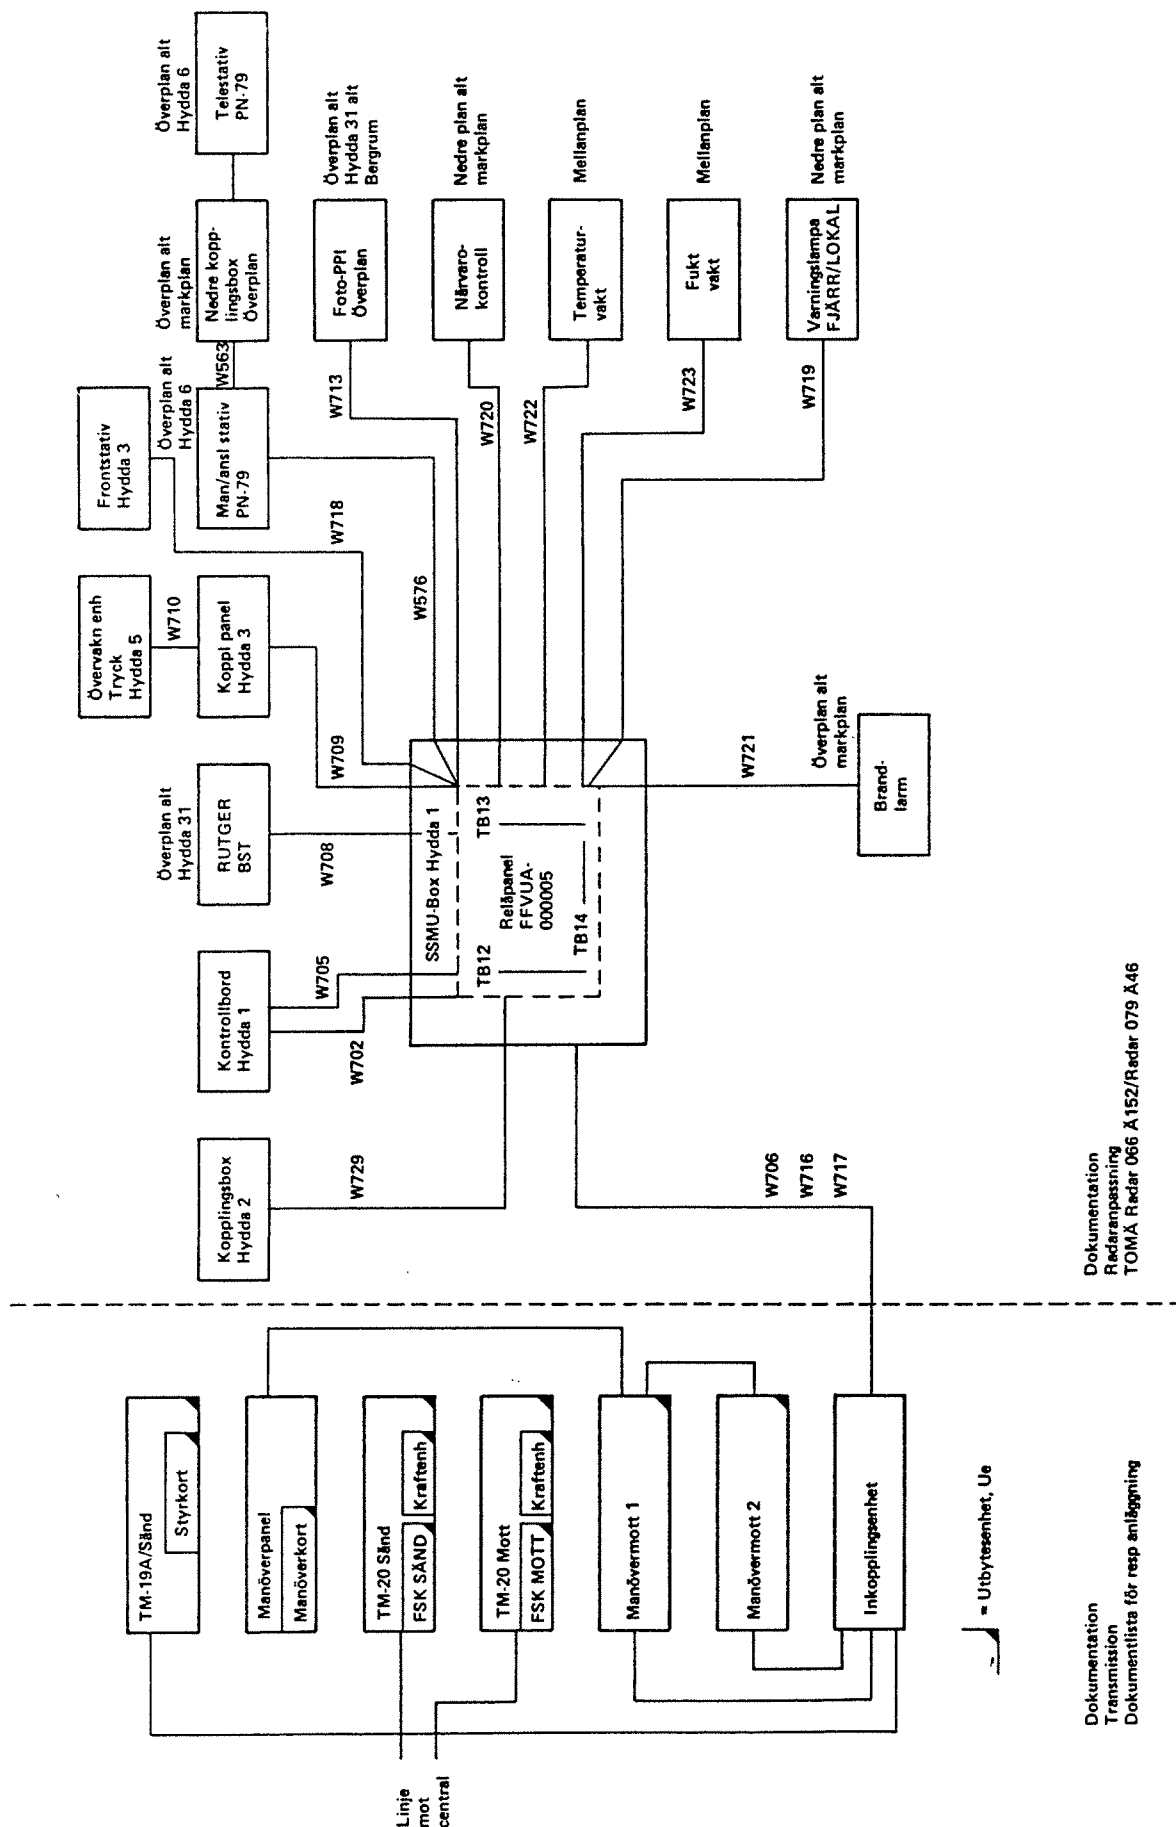 TM-19A/Sänd
Styrkort
Manöverpanel
Manöverkort
TM-20 Sänd
FSK SÄND
Kraftenh
TM-20 Mott
FSK MOTT
Kraftenh
Manövermott 1
Manövermott 2
Inkopplingsenhet
Linje
mot
central
= Utbytesenhet, Ue
Dokumentation
Transmission
Dokumentlista för resp anläggning
Kopplingsbox
Hydda 2
W729
Kontrollbord
Hydda 1
W702
W705
Överplan alt
Hydda 31
RUTGER
BST
W708
Övervakn enh
Tryck
Hydda 5
W710
Koppl panel
Hydda 3
W709
Frontstativ
Hydda 3
W718
Överplan alt
Hydda 6
Man/ansl stativ
PN-79
W576
W563
Överplan alt
markplan
Nedre kopp-
lingsbox
Överplan
Överplan alt
Hydda 6
Telestativ
PN-79
SSMU-Box Hydda 1
TB12
TB13
Reläpanel
FFVUA-
000005
TB14
W713
Foto-PPI
Överplan
Överplan alt
Hydda 31 alt
Bergrum
W720
Närvaro-
kontroll
Nedre plan alt
markplan
W722
Temperatur-
vakt
Mellanplan
W723
Fukt
vakt
Mellanplan
W719
Varningslampa
FJÄRR/LOKAL
Nedre plan alt
markplan
W721
Överplan alt
markplan
Brand-
larm
W706
W716
W717
Dokumentation
Radaranpassning
TOMÄ Radar 066 Ä152/Radar 079 Ä46